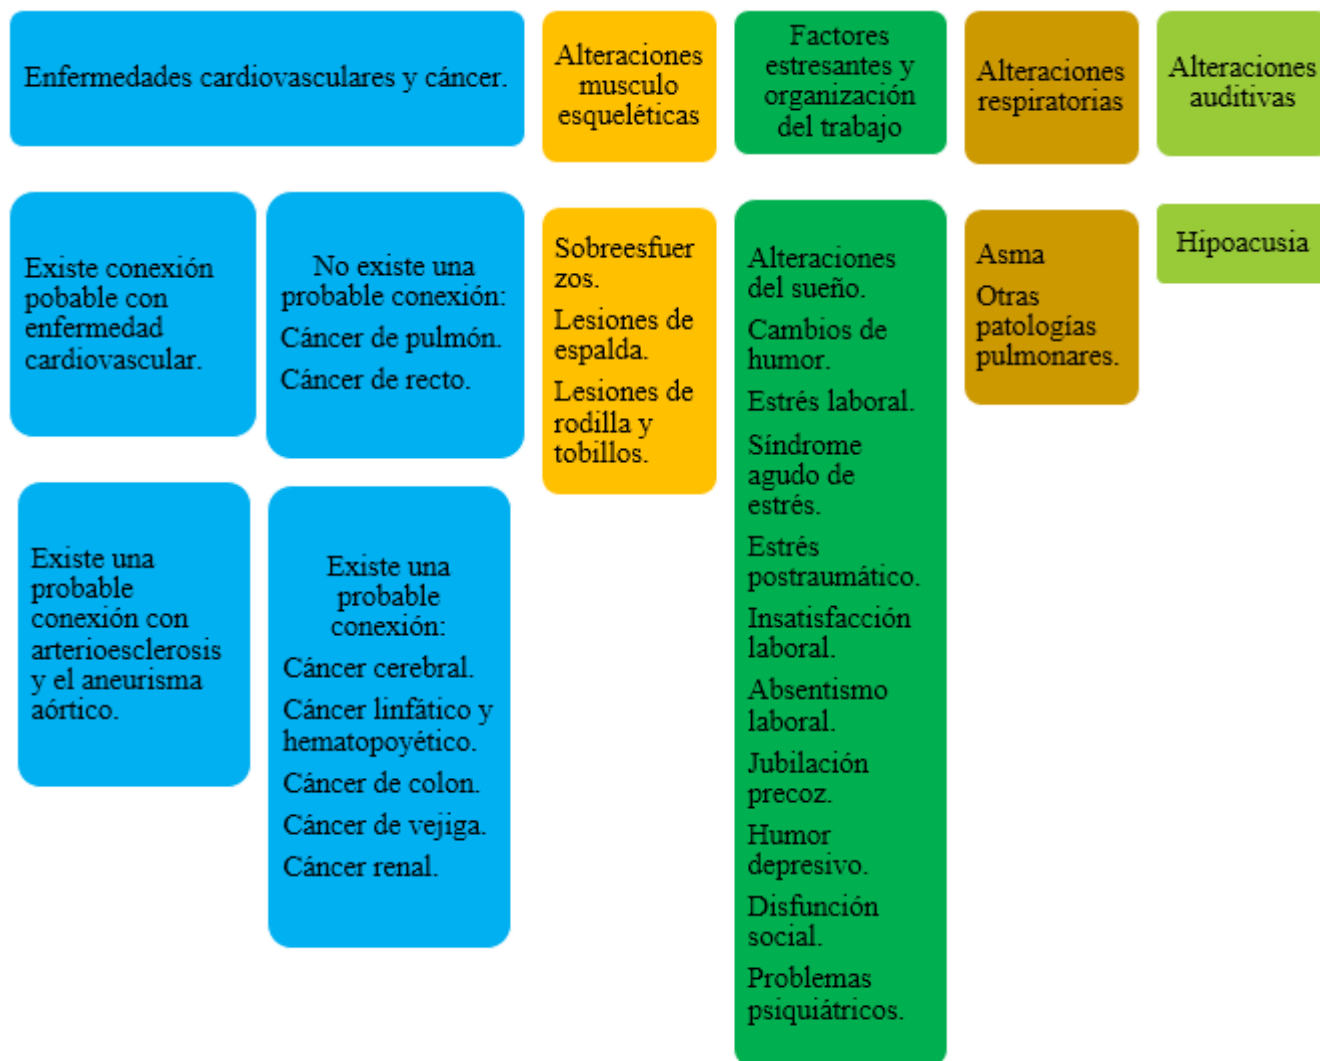 Enfermedades cardiovasculares y cáncer.
Existe conexión
pobable con
enfermedad
cardiovascular.
No existe una
probable conexión:
Cáncer de pulmón.
Cáncer de recto.
Existe una
probable
conexión con
arterioesclerosis
y el aneurisma
aórtico.
Existe una
probable
conexión:
Cáncer cerebral.
Cáncer linfático y
hematopoyético.
Cáncer de colon.
Cáncer de vejiga.
Cáncer renal.
Alteraciones
musculo
esqueléticas
Sobreesfuer
zos.
Lesiones de
espalda.
Lesiones de
rodilla y
tobillos.
Factores
estresantes y
organización
del trabajo
Alteraciones
del sueño.
Cambios de
humor.
Estrés laboral.
Síndrome
agudo de
estrés.
Estrés
postraumático.
Insatisfacción
laboral.
Absentismo
laboral.
Jubilación
precoz.
Humor
depresivo.
Disfunción
social.
Problemas
psiquiátricos.
Alteraciones
respiratorias
Asma
Otras
patologías
pulmonares.
Alteraciones
auditivas
Hipoacusia